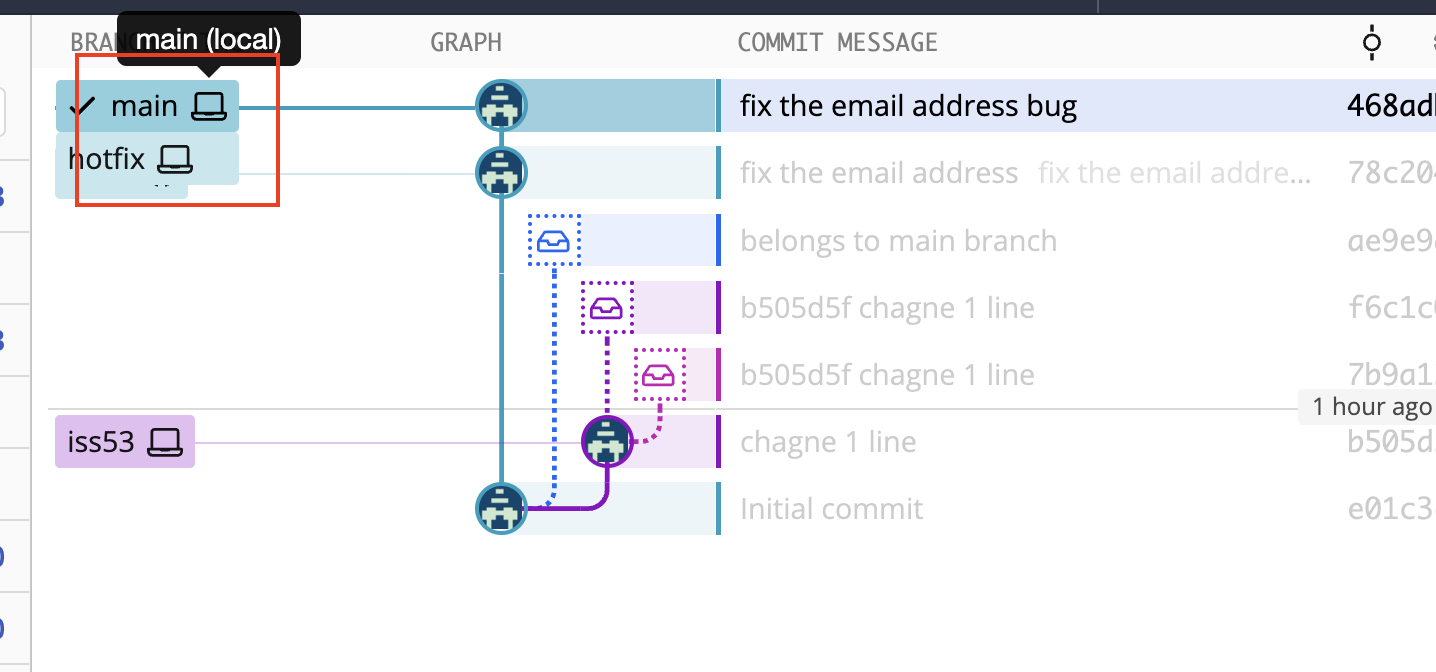 main (local)
GRAPH
COMMIT MESSAGE
main
fix the email address bug
hotfix
fix the email address fix the email addre...
78c20
belongs to main branch
ae9e9
b505d5f chagne 1 line
f6c1c
b505d5f chagne 1 line
7b9a1
1 hour ago
iss53
chagne 1 line
b505d
Initial commit
e01c3